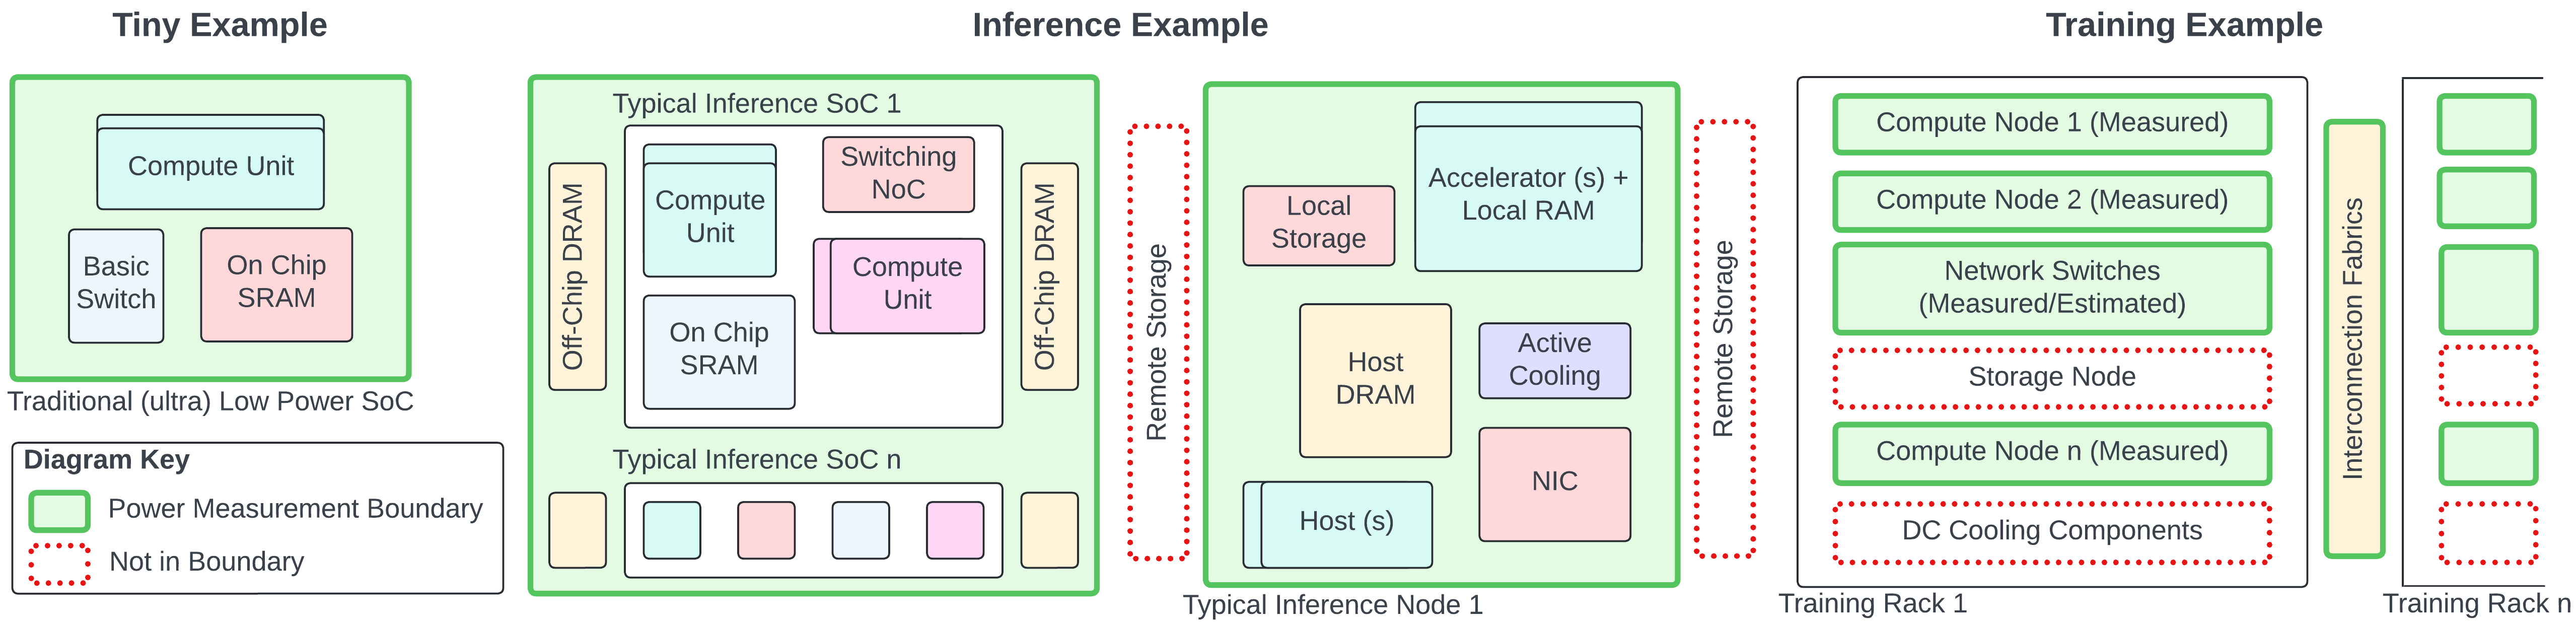 Tiny Example
Compute Unit
Basic
Switch
On Chip
SRAM
Traditional (ultra) Low Power SoC
Diagram Key
Power Measurement Boundary
Not in Boundary
Inference Example
Typical Inference SoC 1
Off-Chip DRAM
Compute
Unit
Switching
NoC
Compute
Unit
On Chip
SRAM
Off-Chip DRAM
Typical Inference SoC n
Remote Storage
Accelerator (s) +
Local RAM
Local
Storage
Host
DRAM
Active
Cooling
NIC
Host (s)
Typical Inference Node 1
Remote Storage
Training Example
Compute Node 1 (Measured)
Compute Node 2 (Measured)
Network Switches
(Measured/Estimated)
Storage Node
Compute Node n (Measured)
DC Cooling Components
Training Rack 1
Interconnection Fabrics
Training Rack n